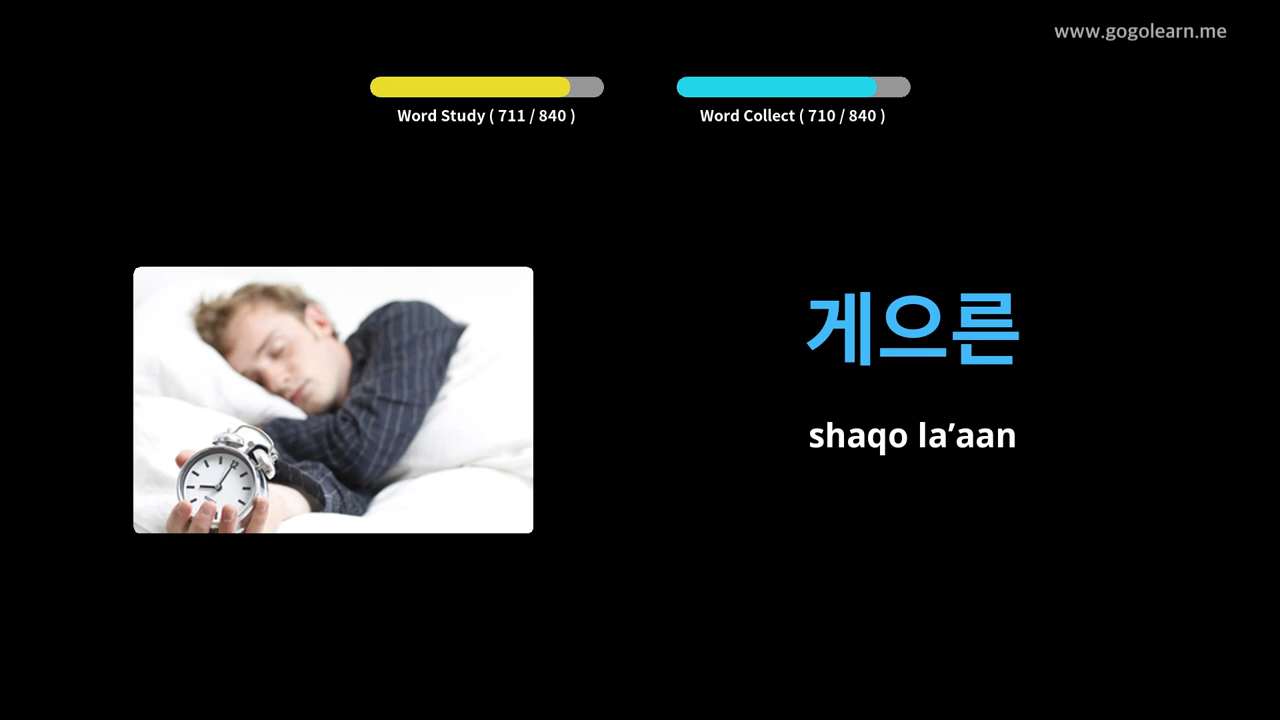 www.gogolearn.me
Word Study ( 711 / 840 )
Word Collect ( 710 / 840 )
게으른
shaqo la’aan